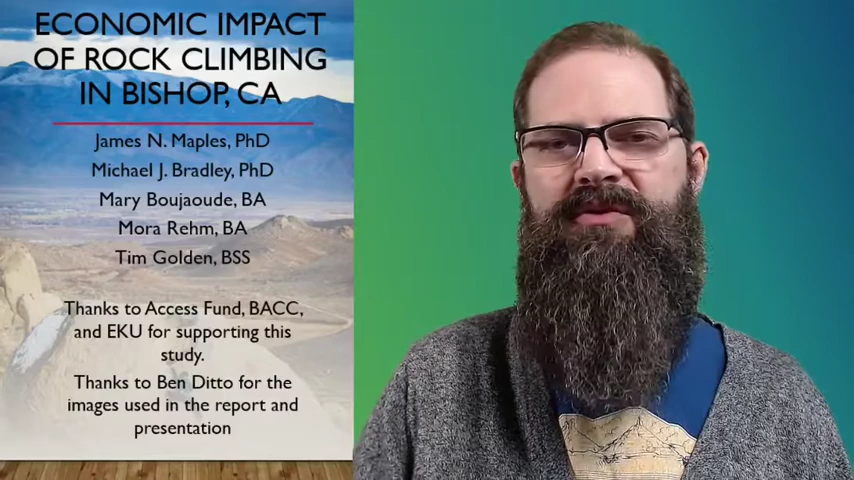 ECONOMIC IMPACT
OF ROCK CLIMBING
IN BISHOP, CA
James N. Maples, PhD
Michael J. Bradley, PhD
Mary Boujaoude, BA
Mora Rehm, BA
Tim Golden, BSS
Thanks to Access Fund, BACC,
and EKU for supporting this
study.
Thanks to Ben Ditto for the
images used in the report and
presentation